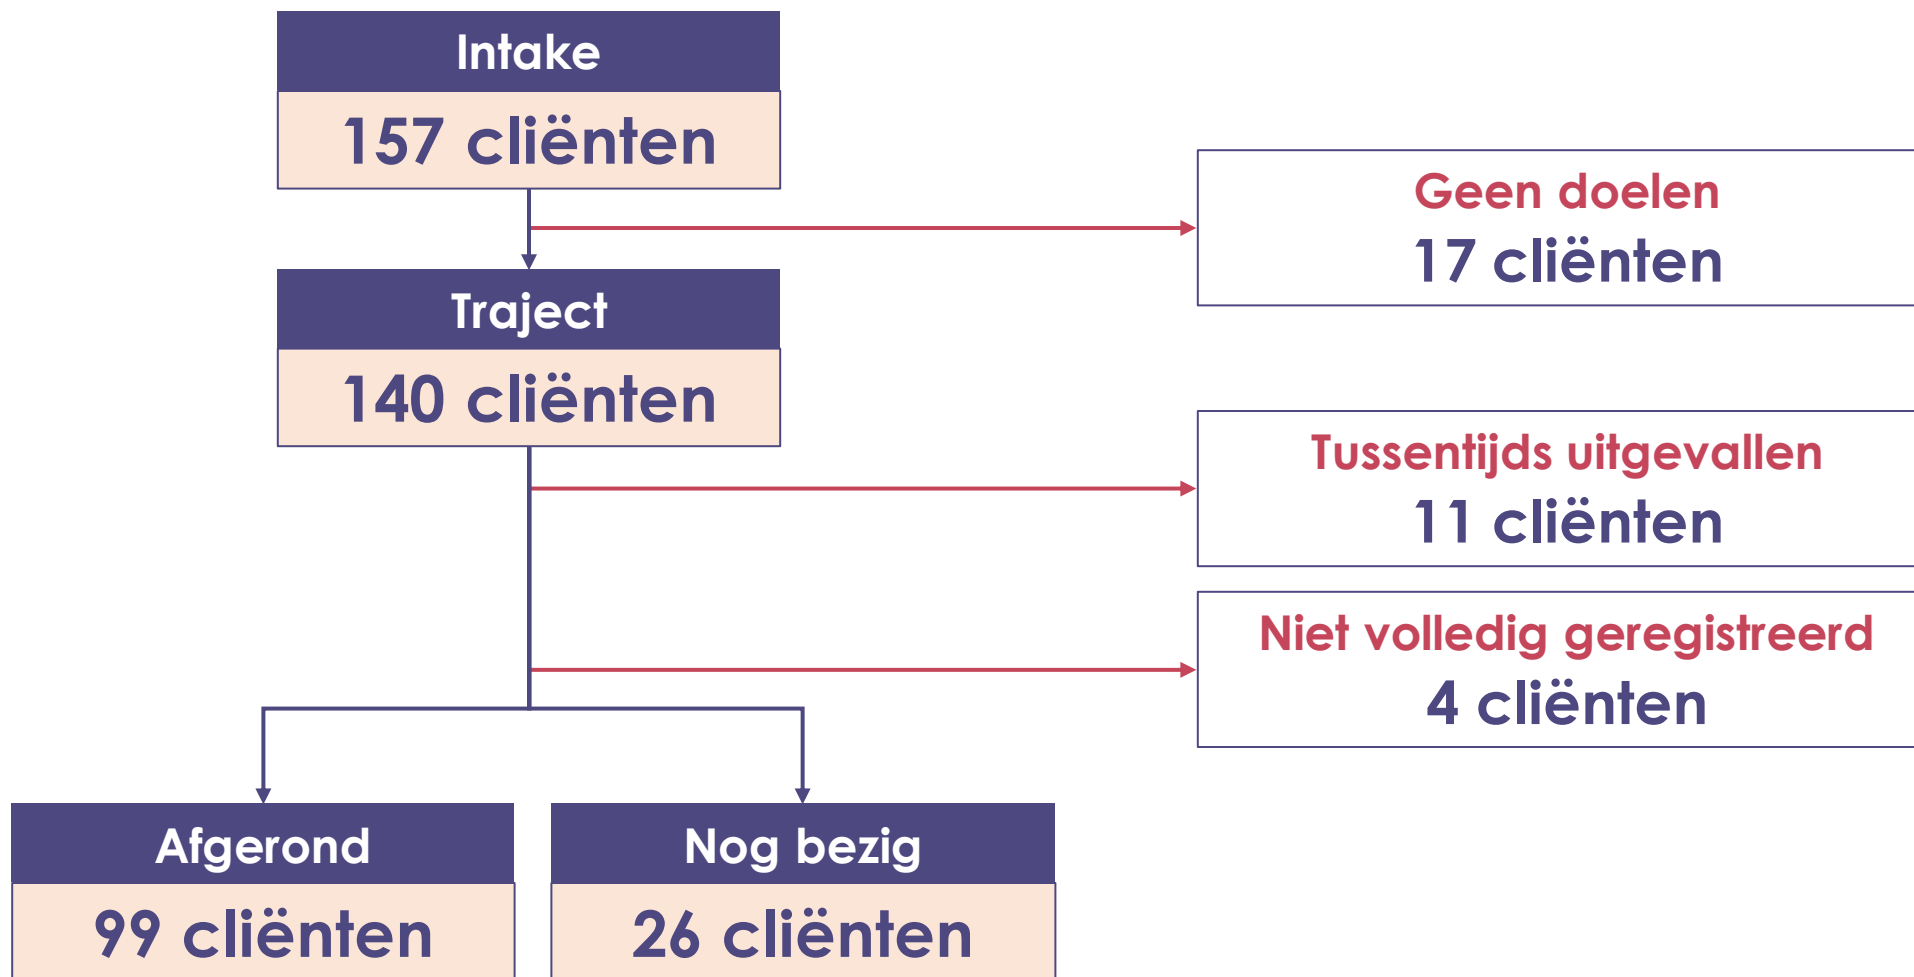 Intake
157 cliënten
Geen doelen
17 cliënten
Traject
140 cliënten
Tussentijds uitgevallen
11 cliënten
Niet volledig geregistreerd
4 cliënten
Afgerond
99 cliënten
Nog bezig
26 cliënten